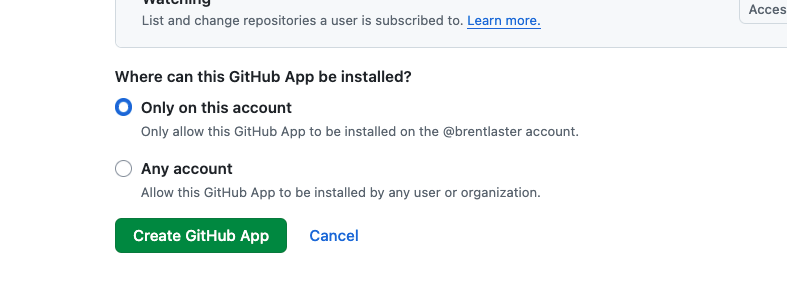 Watching
List and change repositories a user is subscribed to. Learn more.
Where can this GitHub App be installed?
Only on this account
Only allow this GitHub App to be installed on the @brentlaster account.
Any account
Allow this GitHub App to be installed by any user or organization.
Create GitHub App Cancel